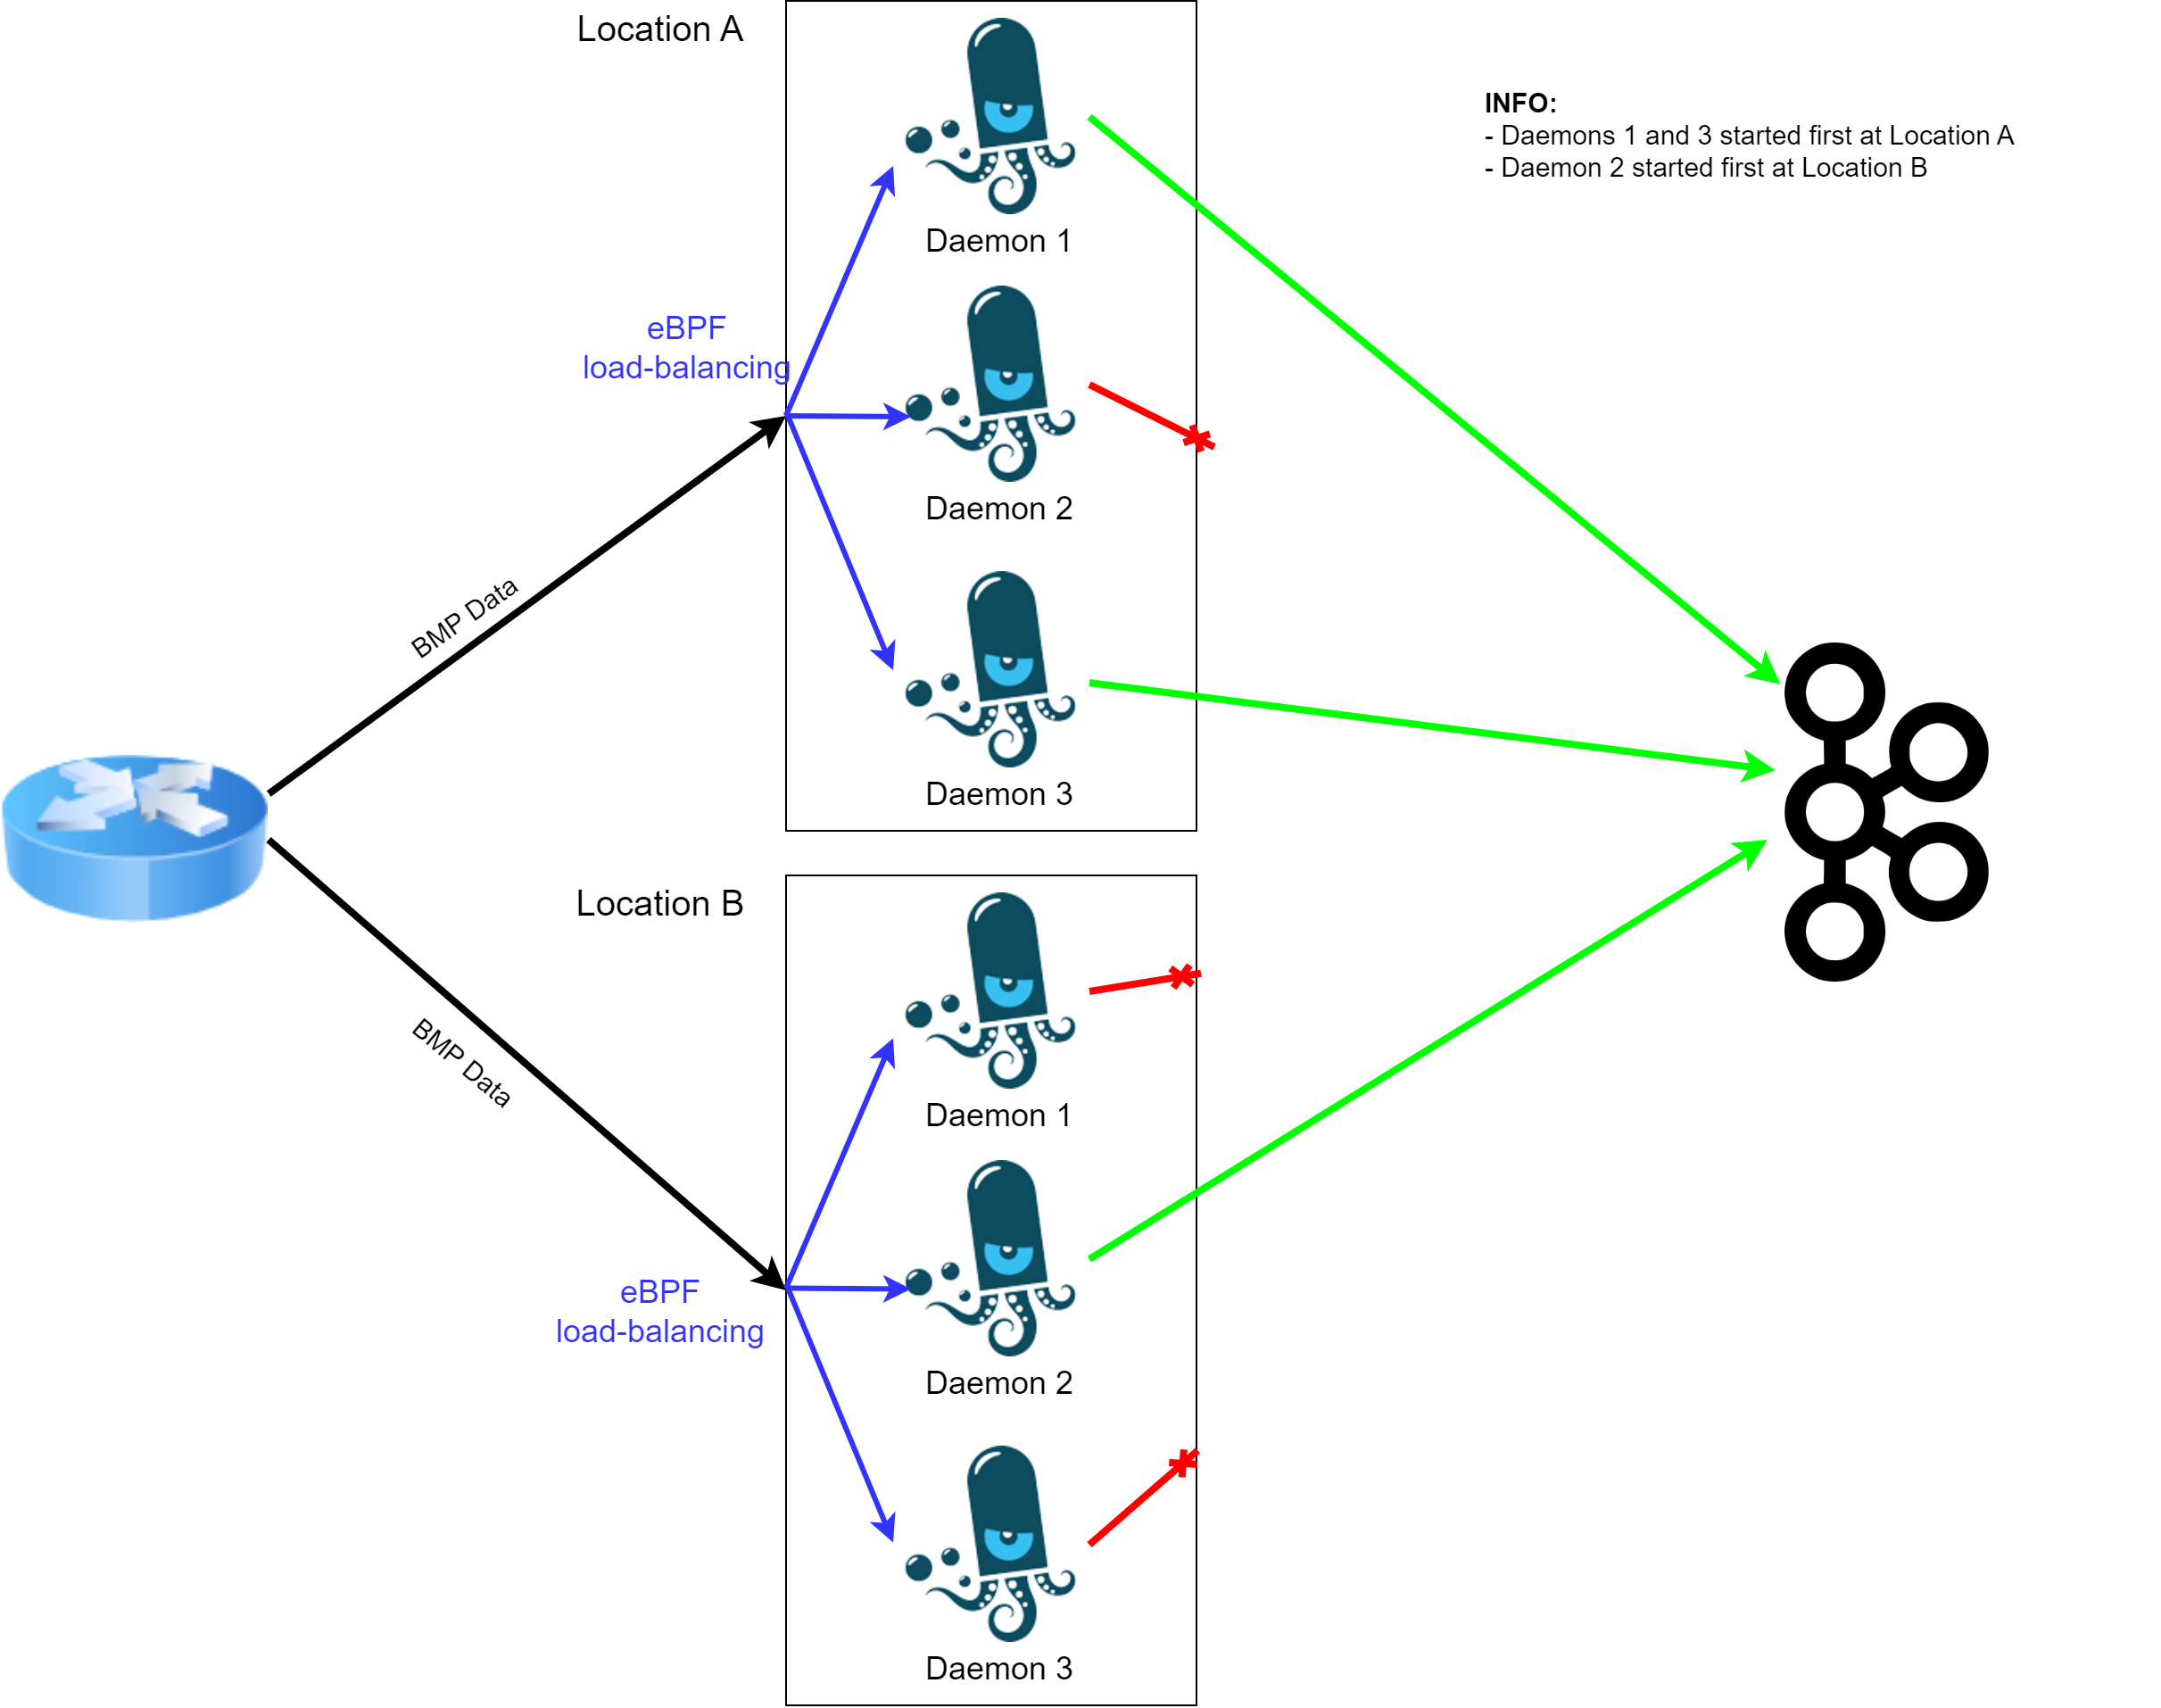 Location A
INFO:
- Daemons 1 and 3 started first at Location A
- Daemon 2 started first at Location B
Daemon 1
eBPF
load-balancing
Daemon 2
BMP Data
Daemon 3
Location B
BMP Data
Daemon 1
eBPF
load-balancing
Daemon 2
Daemon 3